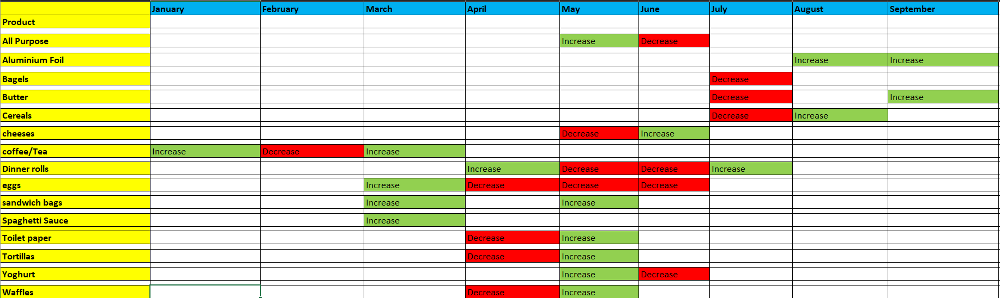 January February March April May June July August September
Product
All Purpose Increase Decrease
Aluminium Foil Increase Increase
Bagels Decrease
Butter Decrease Increase
Cereals Decrease Increase
cheeses Decrease Increase
coffee/Tea Increase Decrease Increase
Dinner rolls Increase Decrease Decrease Increase
eggs Increase Decrease Decrease Decrease
sandwich bags Increase Increase
Spaghetti Sauce Increase
Toilet paper Decrease Increase
Tortillas Decrease Increase
Yoghurt Increase Decrease
Waffles Decrease Increase